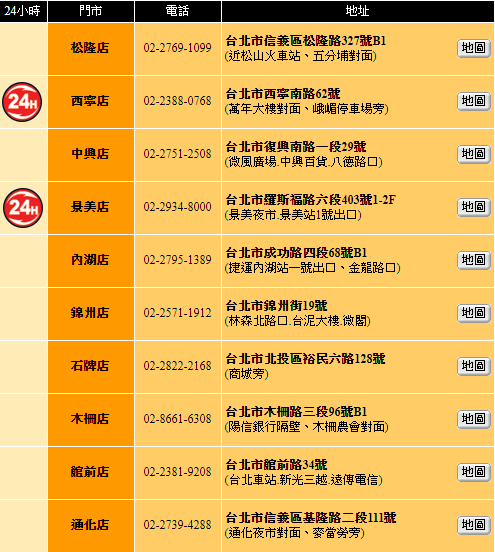 24小時 門市 電話 地址
松隆店 02-2769-1099 台北市信義區松隆路327號B1 地圖
(近松山火車站、五分埔對面)
24H 西寧店 02-2388-0768 台北市西寧南路62號 地圖
(萬年大樓對面、峨嵋停車場旁)
中興店 02-2751-2508 台北市復興南路一段29號 地圖
(微風廣場.中興百貨.八德路口)
24H 景美店 02-2934-8000 台北市羅斯福路六段403號1-2F 地圖
(景美夜市.景美站1號出口)
內湖店 02-2795-1389 台北市成功路四段68號B1 地圖
(捷運內湖站一號出口、金龍路口)
錦州店 02-2571-1912 台北市錦州街19號 地圖
(林森北路口.台泥大樓.微閣)
石牌店 02-2822-2168 台北市北投區裕民六路128號 地圖
(商城旁)
木柵店 02-8661-6308 台北市木柵路三段96號B1 地圖
(陽信銀行隔壁、木柵農會對面)
館前店 02-2381-9208 台北市館前路34號 地圖
(台北車站.新光三越.遠傳電信)
通化店 02-2739-4288 台北市信義區基隆路二段111號 地圖
(通化夜市對面、麥當勞旁)